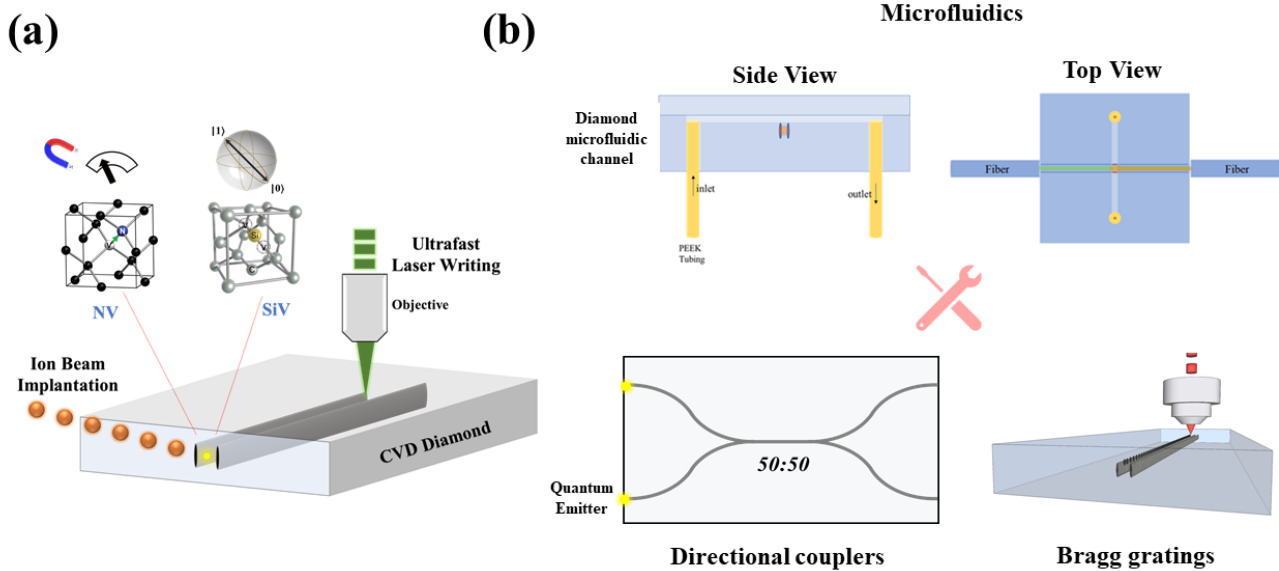 (a)
(b)
Microfluidics
Side View
Top View
Diamond
microfluidic
channel
inlet
outlet
PEEK
Tubing
Fiber
Fiber
|1⟩
|0⟩
N
V
Si
C
NV
SiV
Ultrafast
Laser Writing
Objective
Ion Beam
Implantation
CVD Diamond
50:50
Quantum
Emitter
Directional couplers
Bragg gratings